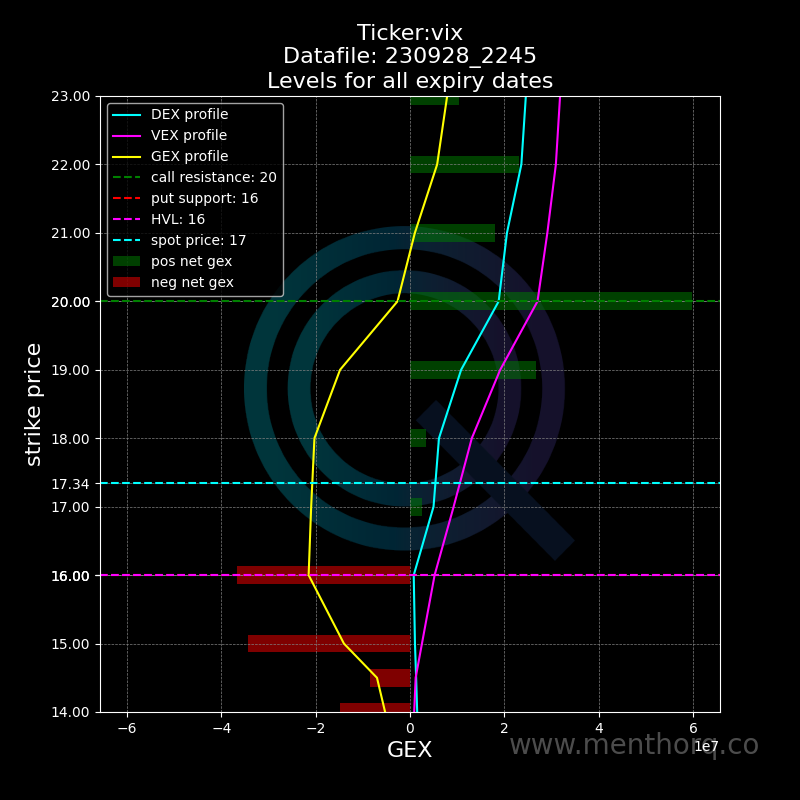 Ticker:vix
Datafile: 230928_2245
Levels for all expiry dates
DEX profile
VEX profile
GEX profile
call resistance: 20
put support: 16
HVL: 16
spot price: 17
pos net gex
neg net gex
strike price
23.00
22.00
21.00
20.00
19.00
18.00
17.34
17.00
16.00
15.00
14.00
−6 −4 −2 0 2 4 6
1e7
GEX
www.menthorq.co